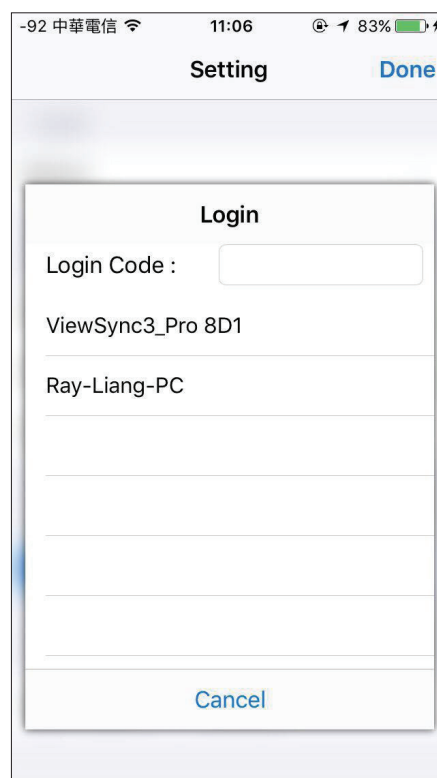 -92 中華電信 11:06 83%
Setting Done
Login
Login Code :
ViewSync3_Pro 8D1
Ray-Liang-PC
Cancel